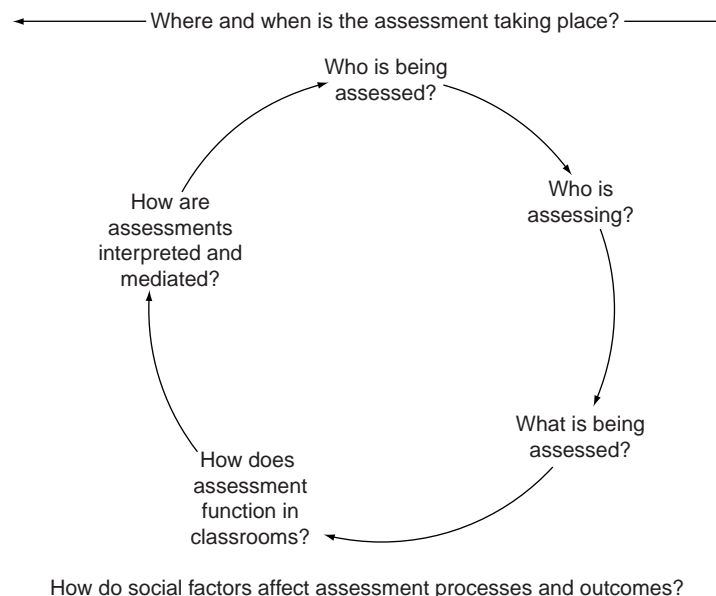 Where and when is the assessment taking place?
Who is being
assessed?
Who is
assessing?
What is being
assessed?
How does
assessment
function in
classrooms?
How are
assessments
interpreted and
mediated?
How do social factors affect assessment processes and outcomes?